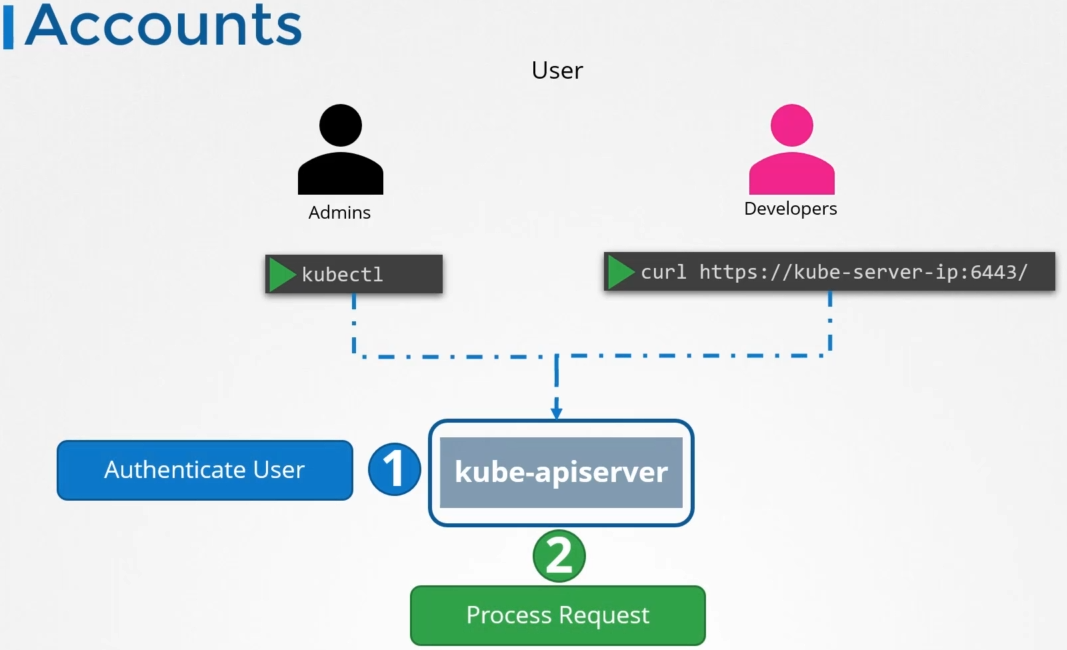 Accounts
User
Admins
Developers
kubectl
curl https://kube-server-ip:6443/
Authenticate User
1
kube-apiserver
2
Process Request